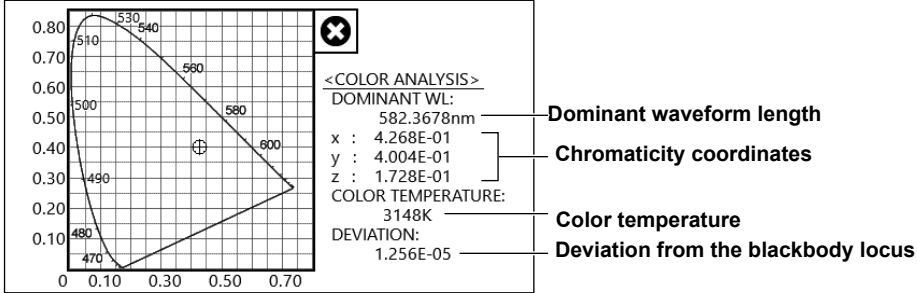 0.80
0.70
0.60
0.50
0.40
0.30
0.20
0.10
0 0.10 0.30 0.50 0.70
530
540
510
560
500
580
600
490
480
470
<COLOR ANALYSIS>
DOMINANT WL:
582.3678nm
x : 4.268E-01
y : 4.004E-01
z : 1.728E-01
COLOR TEMPERATURE:
3148K
DEVIATION:
1.256E-05
Dominant waveform length
Chromaticity coordinates
Color temperature
Deviation from the blackbody locus